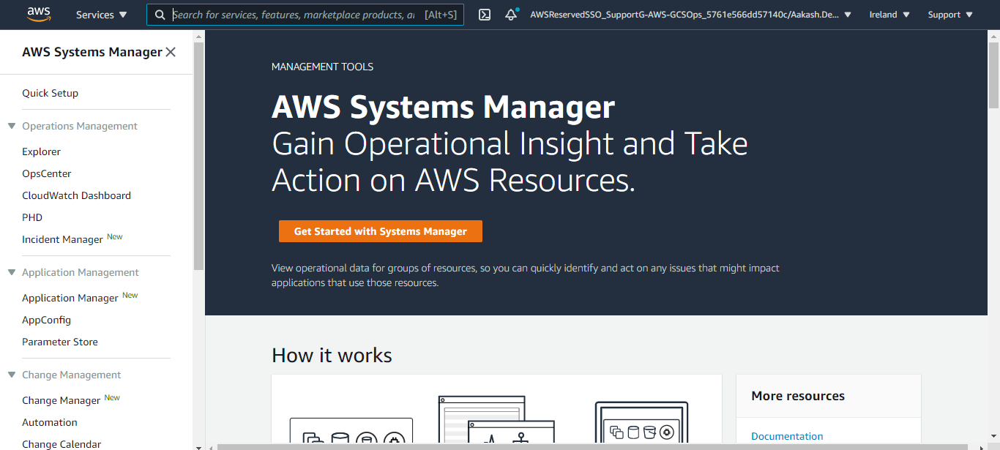 aws
Services
Search for services, features, marketplace products, a
[Alt+S]
AWSReservedSSO_SupportG-AWS-GCSOps_5761e566dd57140c/Aakash.De...
Ireland
Support
AWS Systems Manager
Quick Setup
Operations Management
Explorer
OpsCenter
CloudWatch Dashboard
PHD
Incident Manager New
Application Management
Application Manager New
AppConfig
Parameter Store
Change Management
Change Manager New
Automation
Change Calendar
MANAGEMENT TOOLS
AWS Systems Manager
Gain Operational Insight and Take
Action on AWS Resources.
Get Started with Systems Manager
View operational data for groups of resources, so you can quickly identify and act on any issues that might impact
applications that use those resources.
How it works
More resources
Documentation